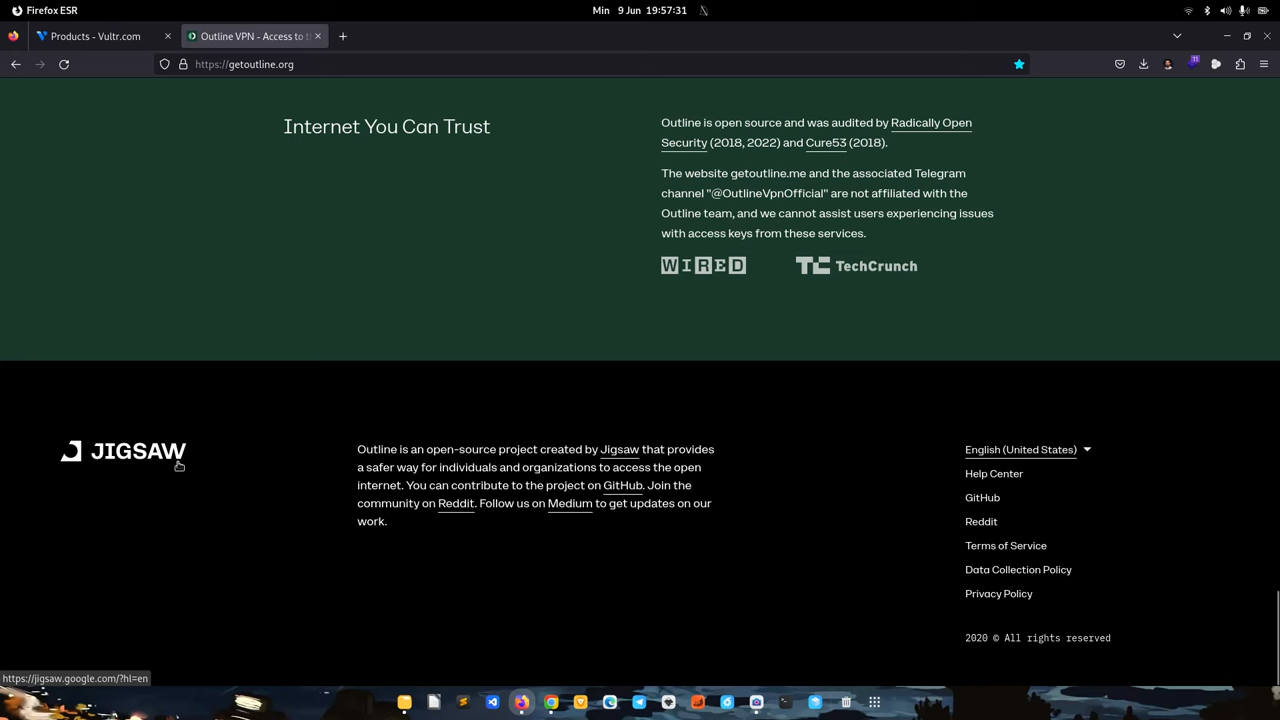 Firefox ESR
Min 9 Jun 19:57:31
Products - Vultr.com
Outline VPN - Access to t
https://getoutline.org
11
Internet You Can Trust
Outline is open source and was audited by Radically Open
Security (2018, 2022) and Cure53 (2018).
The website getoutline.me and the associated Telegram
channel "@OutlineVpnOfficial" are not affiliated with the
Outline team, and we cannot assist users experiencing issues
with access keys from these services.
WIRED
TC TechCrunch
JIGSAW
Outline is an open-source project created by Jigsaw that provides
a safer way for individuals and organizations to access the open
internet. You can contribute to the project on GitHub. Join the
community on Reddit. Follow us on Medium to get updates on our
work.
English (United States)
Help Center
GitHub
Reddit
Terms of Service
Data Collection Policy
Privacy Policy
2020 © All rights reserved
https://jigsaw.google.com/?hl=en